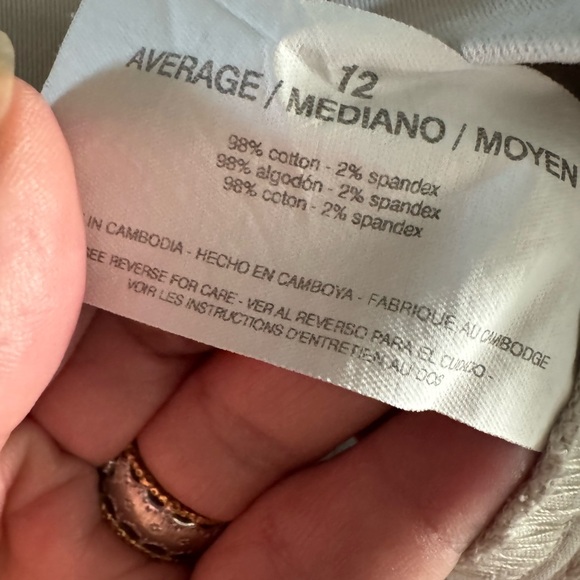 12
AVERAGE / MEDIANO / MOYEN
98% cotton - 2% spandex
98% algodón - 2% spandex
98% coton - 2% spandex
IN CAMBODIA - HECHO EN CAMBOYA - FABRIQUE AU CAMBODGE
SEE REVERSE FOR CARE - VER AL REVERSO PARA EL CUIDADO -
VOIR LES INSTRUCTIONS D'ENTRETIEN AU DOS